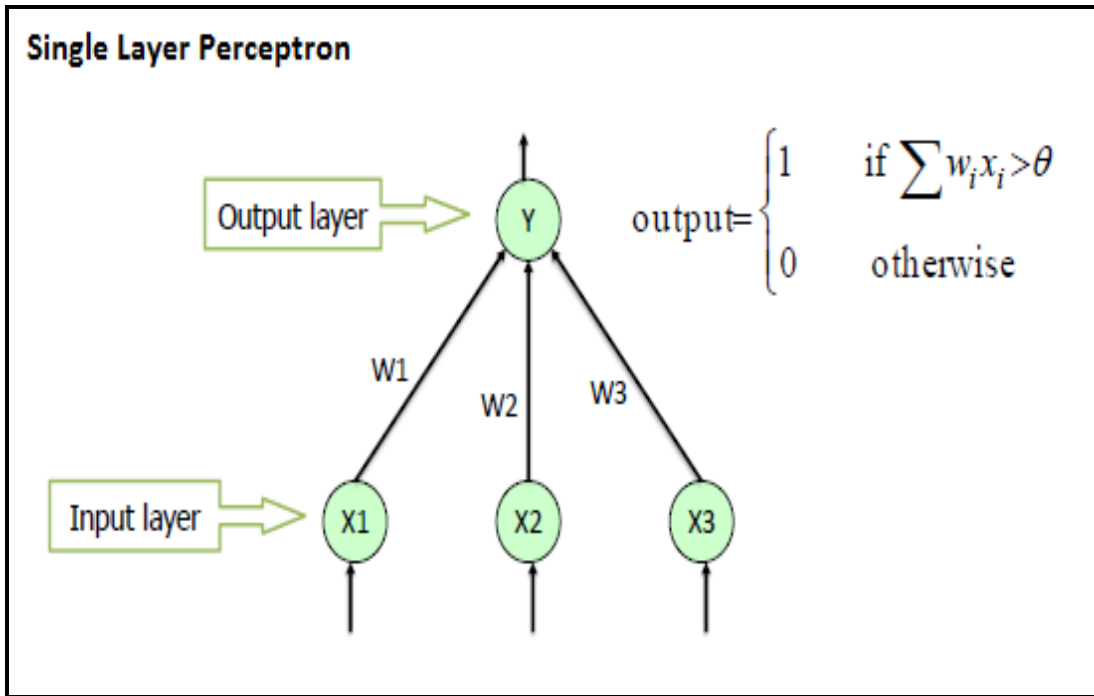 Single Layer Perceptron
Output layer
Y
output= { 1 if ∑ wᵢxᵢ>θ
0 otherwise
W1
W2
W3
Input layer
X1
X2
X3